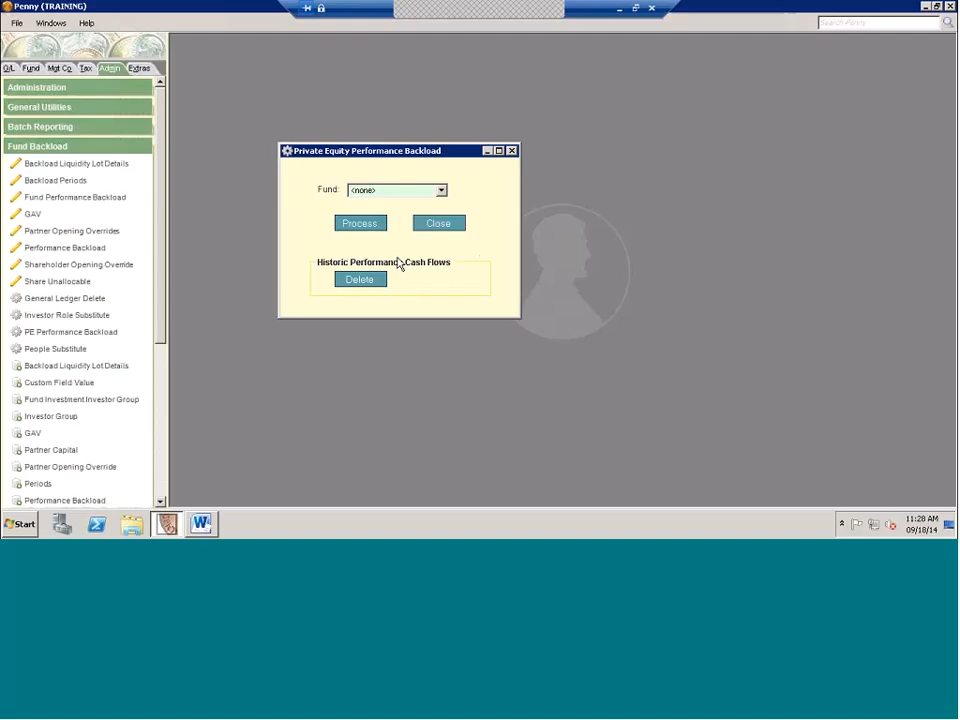 Penny (TRAINING)
File Windows Help
Search Penny
G/L Fund Mgt Co Tax Admin Extras
Administration
General Utilities
Batch Reporting
Fund Backload
Backload Liquidity Lot Details
Backload Periods
Fund Performance Backload
GAV
Partner Opening Overrides
Performance Backload
Shareholder Opening Override
Share Unallocable
General Ledger Delete
Investor Role Substitute
PE Performance Backload
People Substitute
Backload Liquidity Lot Details
Custom Field Value
Fund Investment Investor Group
Investor Group
GAV
Partner Capital
Partner Opening Override
Periods
Performance Backload
Private Equity Performance Backload
Fund: <none>
Process Close
Historic Performance Cash Flows
Delete
Start
11:28 AM
09/18/14